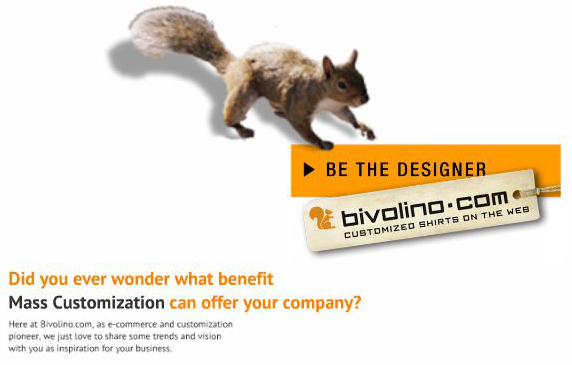 BE THE DESIGNER
bivolino.com
CUSTOMIZED SHIRTS ON THE WEB
Did you ever wonder what benefit
Mass Customization can offer your company?
Here at Bivolino.com, as e-commerce and customization
pioneer, we just love to share some trends and vision
with you as inspiration for your business.